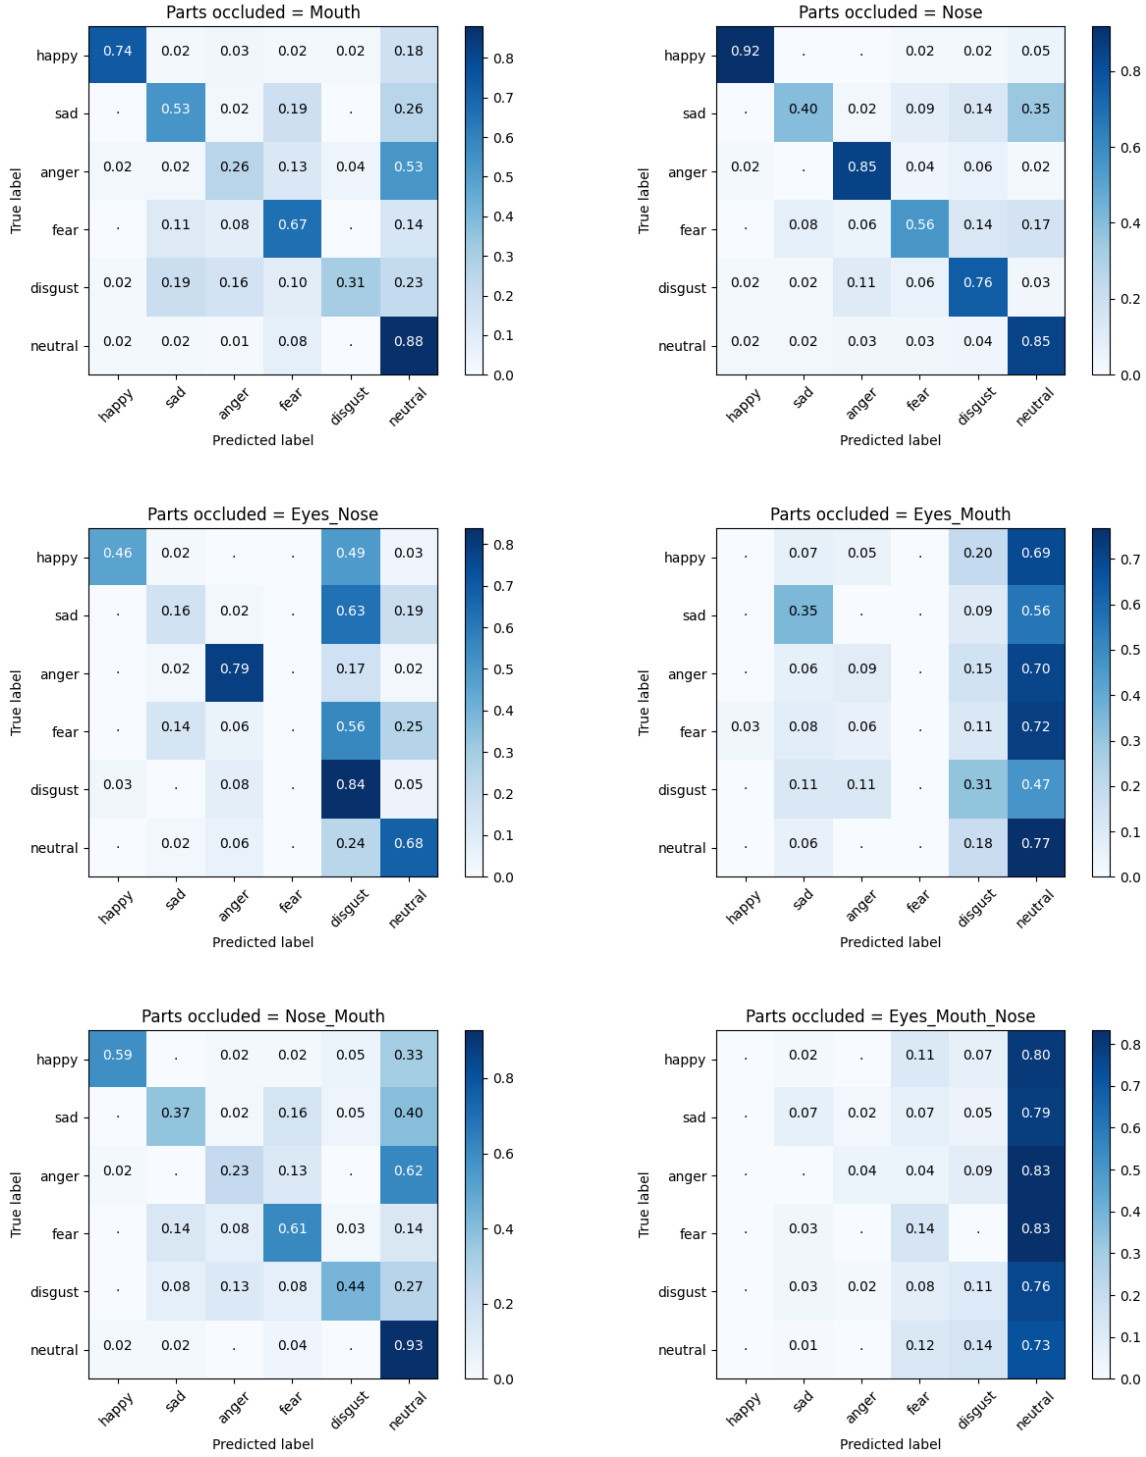 Parts occluded = Mouth
True label
happy 0.74 0.02 0.03 0.02 0.02 0.18
sad . 0.53 0.02 0.19 . 0.26
anger 0.02 0.02 0.26 0.13 0.04 0.53
fear . 0.11 0.08 0.67 . 0.14
disgust 0.02 0.19 0.16 0.10 0.31 0.23
neutral 0.02 0.02 0.01 0.08 . 0.88
happy sad anger fear disgust neutral
Predicted label
0.8
0.7
0.6
0.5
0.4
0.3
0.2
0.1
0.0
Parts occluded = Nose
True label
happy 0.92 . . 0.02 0.02 0.05
sad . 0.40 0.02 0.09 0.14 0.35
anger 0.02 . 0.85 0.04 0.06 0.02
fear . 0.08 0.06 0.56 0.14 0.17
disgust 0.02 0.02 0.11 0.06 0.76 0.03
neutral 0.02 0.02 0.03 0.03 0.04 0.85
happy sad anger fear disgust neutral
Predicted label
0.8
0.6
0.4
0.2
0.0
Parts occluded = Eyes_Nose
True label
happy 0.46 0.02 . . 0.49 0.03
sad . 0.16 0.02 . 0.63 0.19
anger . 0.02 0.79 . 0.17 0.02
fear . 0.14 0.06 . 0.56 0.25
disgust 0.03 . 0.08 . 0.84 0.05
neutral . 0.02 0.06 . 0.24 0.68
happy sad anger fear disgust neutral
Predicted label
0.8
0.7
0.6
0.5
0.4
0.3
0.2
0.1
0.0
Parts occluded = Eyes_Mouth
True label
happy . 0.07 0.05 . 0.20 0.69
sad . 0.35 . . 0.09 0.56
anger . 0.06 0.09 . 0.15 0.70
fear 0.03 0.08 0.06 . 0.11 0.72
disgust . 0.11 0.11 . 0.31 0.47
neutral . 0.06 . . 0.18 0.77
happy sad anger fear disgust neutral
Predicted label
0.7
0.6
0.5
0.4
0.3
0.2
0.1
0.0
Parts occluded = Nose_Mouth
True label
happy 0.59 . 0.02 0.02 0.05 0.33
sad . 0.37 0.02 0.16 0.05 0.40
anger 0.02 . 0.23 0.13 . 0.62
fear . 0.14 0.08 0.61 0.03 0.14
disgust . 0.08 0.13 0.08 0.44 0.27
neutral 0.02 0.02 . 0.04 . 0.93
happy sad anger fear disgust neutral
Predicted label
0.8
0.6
0.4
0.2
0.0
Parts occluded = Eyes_Mouth_Nose
True label
happy . 0.02 . 0.11 0.07 0.80
sad . 0.07 0.02 0.07 0.05 0.79
anger . . 0.04 0.04 0.09 0.83
fear . 0.03 . 0.14 . 0.83
disgust . 0.03 0.02 0.08 0.11 0.76
neutral . 0.01 . 0.12 0.14 0.73
happy sad anger fear disgust neutral
Predicted label
0.8
0.7
0.6
0.5
0.4
0.3
0.2
0.1
0.0